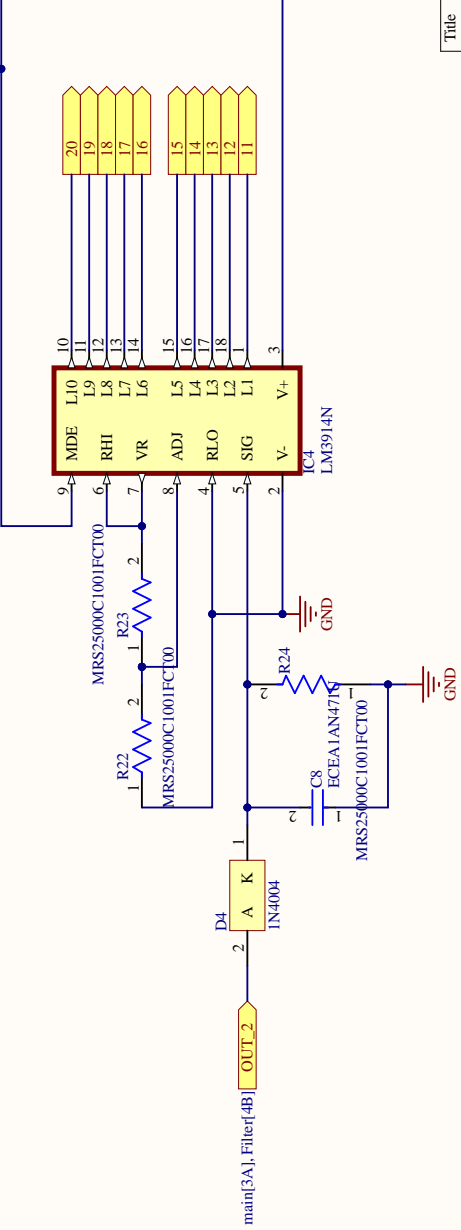 Title
20
19
18
17
16
15
14
13
12
11
10
11
12
13
14
15
16
17
18
1
3
L10
L9
L8
L7
L6
L5
L4
L3
L2
L1
V+
MDE
RHI
VR
ADJ
RLO
SIG
V-
IC4
LM3914N
9
6
7
8
4
5
2
MRS25000C1001FCT00
R23
1
2
R22
1
2
MRS25000C1001FCT00
GND
R24
2
1
MRS25000C1001FCT00
GND
C8
ECEA1AN471U
2
1
D4
A K
1N4004
1
2
OUT_2
main[3A], Filter[4B]